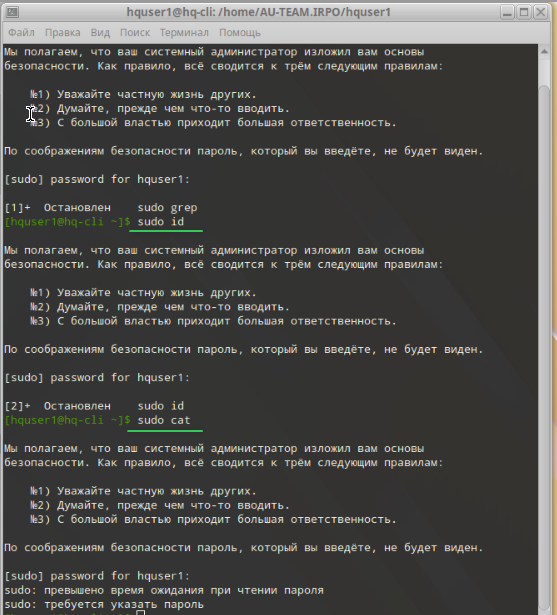 hquser1@hq-cli: /home/AU-TEAM.IRPO/hquser1
Файл Правка Вид Поиск Терминал Помощь
Мы полагаем, что ваш системный администратор изложил вам основы
безопасности. Как правило, всё сводится к трём следующим правилам:
№1) Уважайте частную жизнь других.
№2) Думайте, прежде чем что-то вводить.
№3) С большой властью приходит большая ответственность.
По соображениям безопасности пароль, который вы введёте, не будет виден.
[sudo] password for hquser1:
[1]+ Остановлен sudo grep
[hquser1@hq-cli ~]$ sudo id
Мы полагаем, что ваш системный администратор изложил вам основы
безопасности. Как правило, всё сводится к трём следующим правилам:
№1) Уважайте частную жизнь других.
№2) Думайте, прежде чем что-то вводить.
№3) С большой властью приходит большая ответственность.
По соображениям безопасности пароль, который вы введёте, не будет виден.
[sudo] password for hquser1:
[2]+ Остановлен sudo id
[hquser1@hq-cli ~]$ sudo cat
Мы полагаем, что ваш системный администратор изложил вам основы
безопасности. Как правило, всё сводится к трём следующим правилам:
№1) Уважайте частную жизнь других.
№2) Думайте, прежде чем что-то вводить.
№3) С большой властью приходит большая ответственность.
По соображениям безопасности пароль, который вы введёте, не будет виден.
[sudo] password for hquser1:
sudo: превышено время ожидания при чтении пароля
sudo: требуется указать пароль